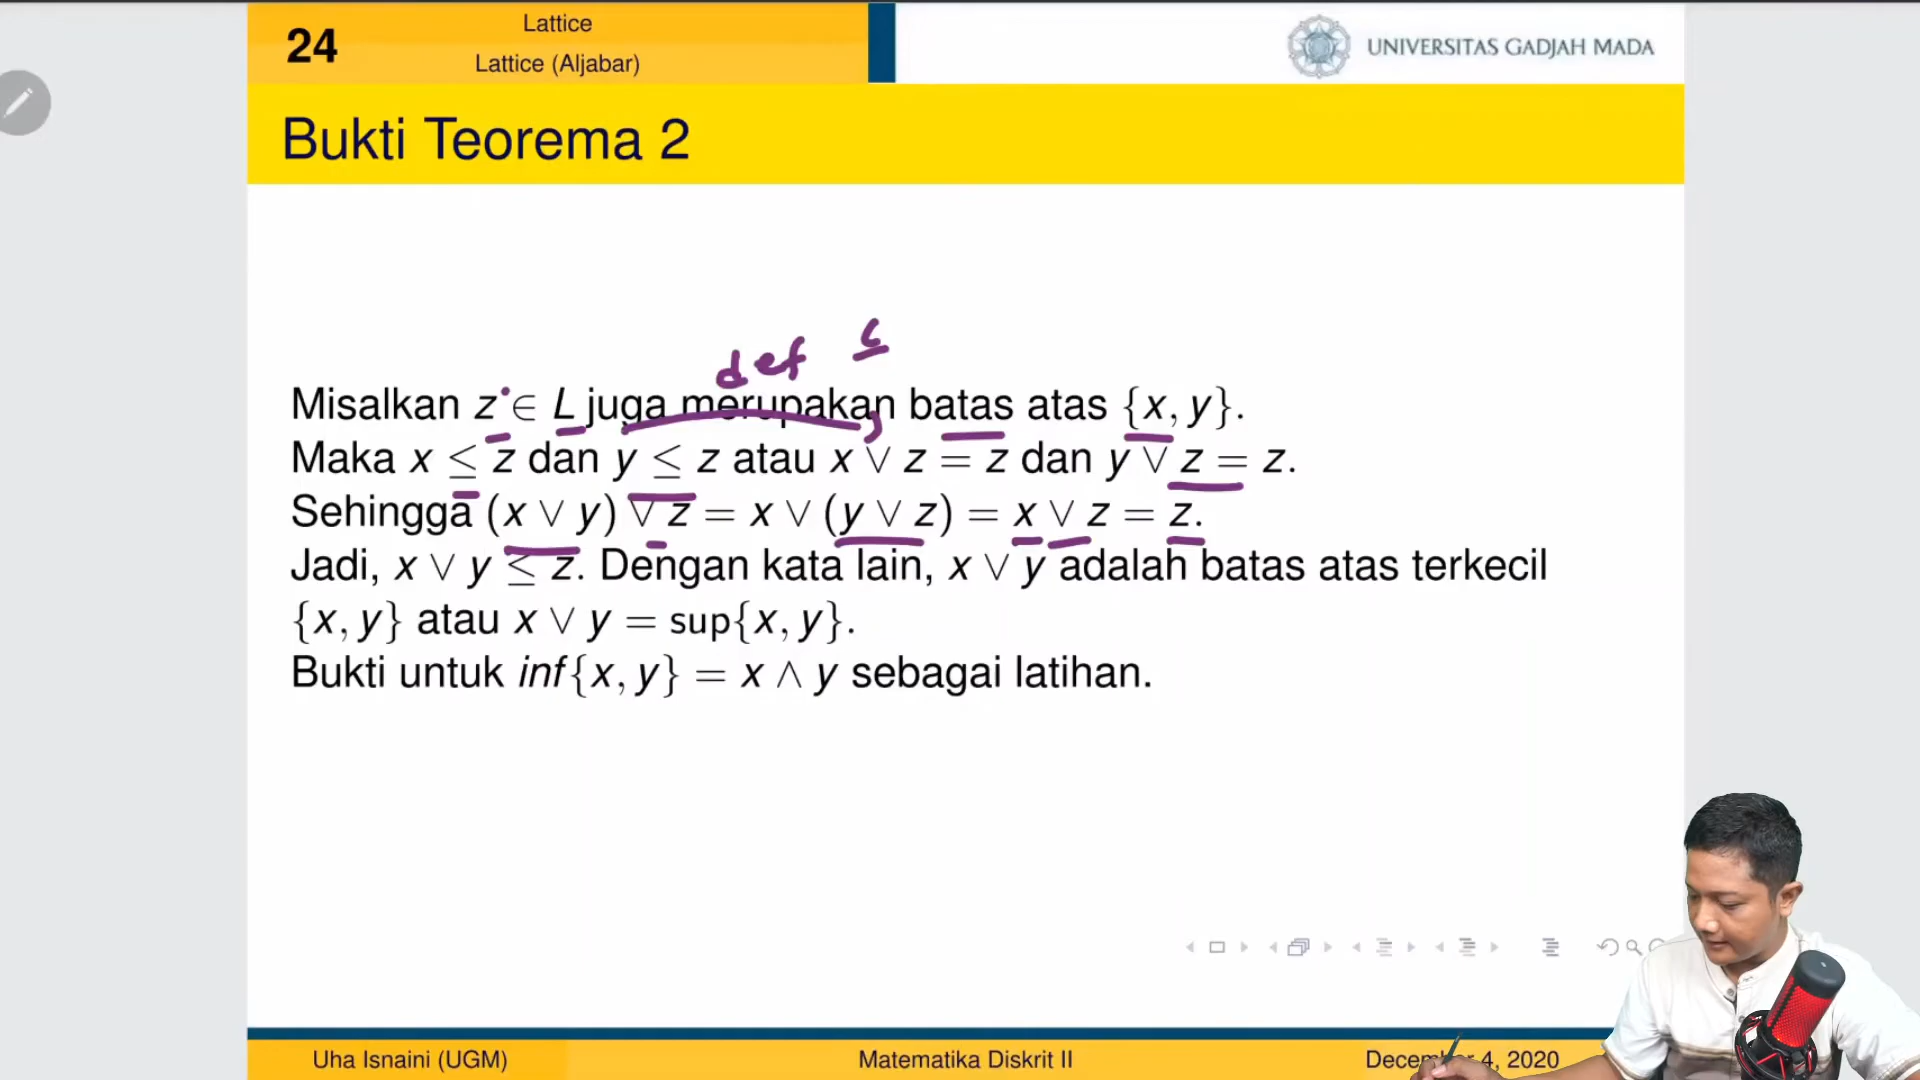 24
Lattice
Lattice (Aljabar)
UNIVERSITAS GADJAH MADA
Bukti Teorema 2
def ≤
Misalkan z ∈ L juga merupakan batas atas {x, y}.
Maka x ≤ z dan y ≤ z atau x ∨ z = z dan y ∨ z = z.
Sehingga (x ∨ y) ∨ z = x ∨ (y ∨ z) = x ∨ z = z.
Jadi, x ∨ y ≤ z. Dengan kata lain, x ∨ y adalah batas atas terkecil
{x, y} atau x ∨ y = sup{x, y}.
Bukti untuk inf{x, y} = x ∧ y sebagai latihan.
Uha Isnaini (UGM)
Matematika Diskrit II
December 4, 2020